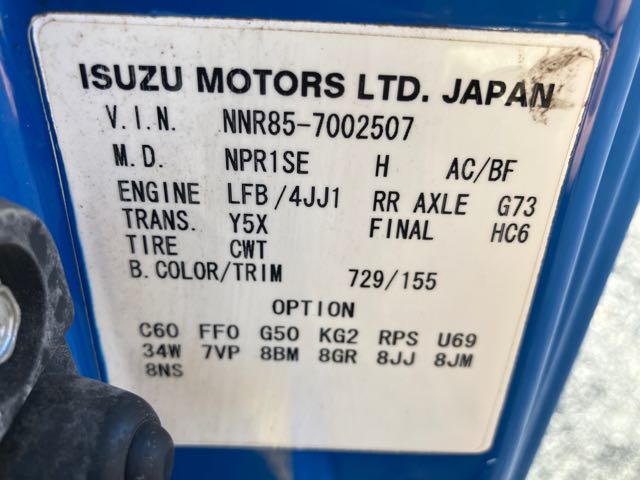 ISUZU MOTORS LTD. JAPAN
V.I.N. NNR85-7002507
M.D. NPR1SE H AC/BF
ENGINE LFB/4JJ1 RR AXLE G73
TRANS. Y5X FINAL HC6
TIRE CWT
B.COLOR/TRIM 729/155
OPTION
C60 FF0 G50 KG2 RPS U69
34W 7VP 8BM 8GR 8JJ 8JM
8NS